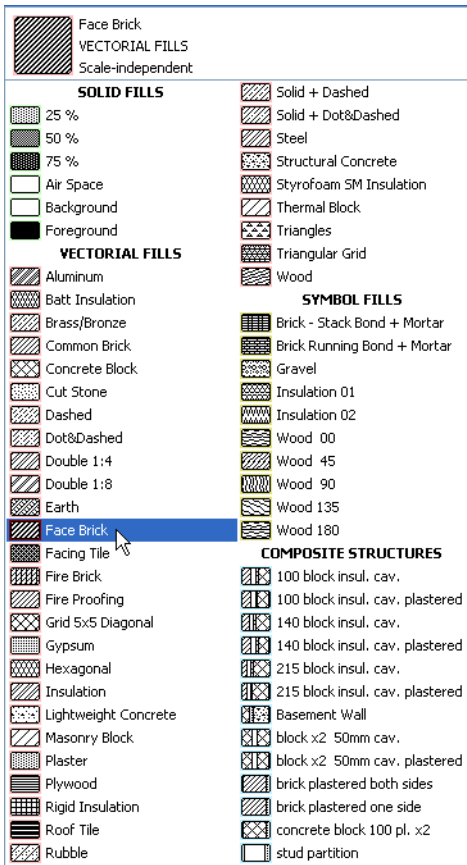 Face Brick
VECTORIAL FILLS
Scale-independent
SOLID FILLS
25 %
50 %
75 %
Air Space
Background
Foreground
VECTORIAL FILLS
Aluminum
Batt Insulation
Brass/Bronze
Common Brick
Concrete Block
Cut Stone
Dashed
Dot&Dashed
Double 1:4
Double 1:8
Earth
Face Brick
Facing Tile
Fire Brick
Fire Proofing
Grid 5x5 Diagonal
Gypsum
Hexagonal
Insulation
Lightweight Concrete
Masonry Block
Plaster
Plywood
Rigid Insulation
Roof Tile
Rubble
Solid + Dashed
Solid + Dot&Dashed
Steel
Structural Concrete
Styrofoam SM Insulation
Thermal Block
Triangles
Triangular Grid
Wood
SYMBOL FILLS
Brick - Stack Bond + Mortar
Brick Running Bond + Mortar
Gravel
Insulation 01
Insulation 02
Wood 00
Wood 45
Wood 90
Wood 135
Wood 180
COMPOSITE STRUCTURES
100 block insul. cav.
100 block insul. cav. plastered
140 block insul. cav.
140 block insul. cav. plastered
215 block insul. cav.
215 block insul. cav. plastered
Basement Wall
block x2 50mm cav.
block x2 50mm cav. plastered
brick plastered both sides
brick plastered one side
concrete block 100 pl. x2
stud partition